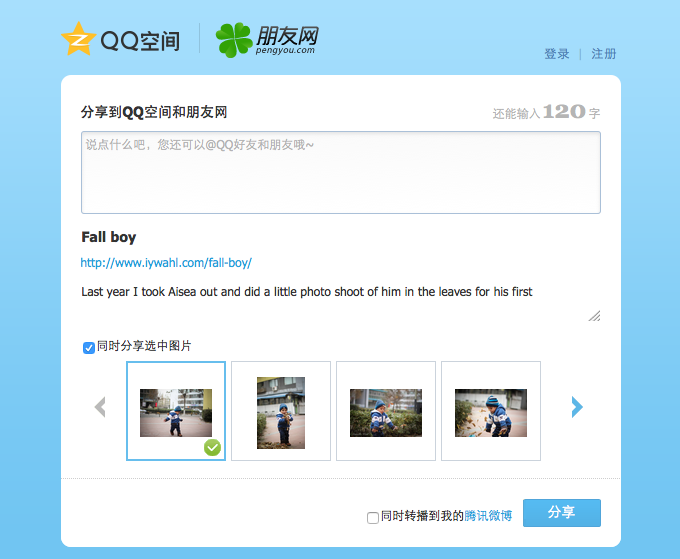 QQ空间 朋友网
pengyou.com
登录 | 注册
分享到QQ空间和朋友网 还能输入120字
说点什么吧，您还可以@QQ好友和朋友哦~
Fall boy
http://www.iywahl.com/fall-boy/
Last year I took Aisea out and did a little photo shoot of him in the leaves for his first
同时分享选中图片
同时转播到我的腾讯微博 分享